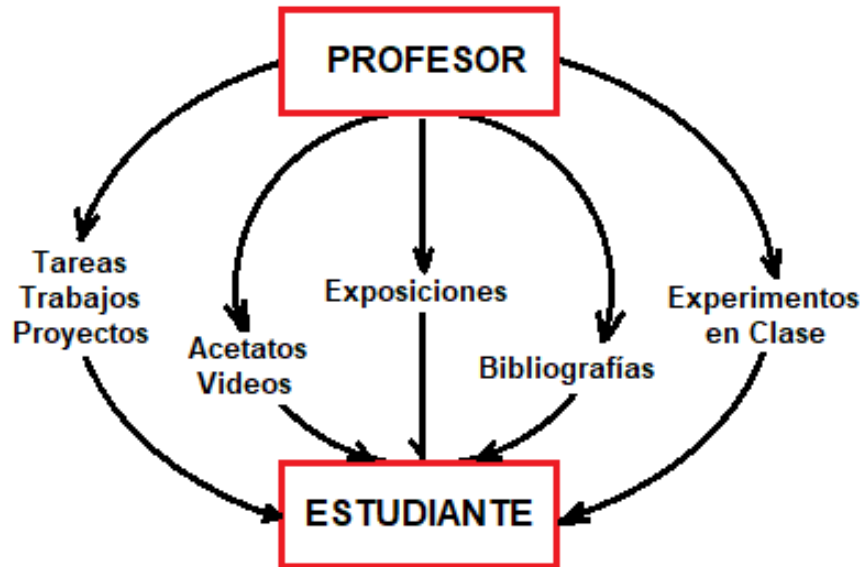 PROFESOR
Tareas
Trabajos
Proyectos
Acetatos
Videos
Exposiciones
Bibliografías
Experimentos
en Clase
ESTUDIANTE